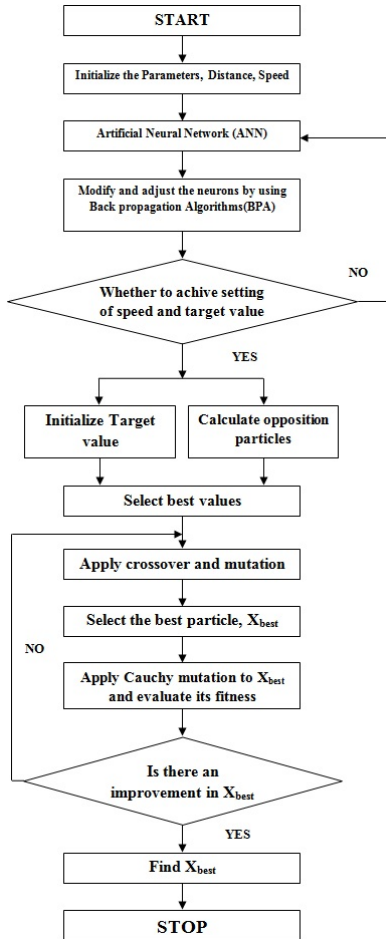 START
Initialize the Parameters, Distance, Speed
Artificial Neural Network (ANN)
Modify and adjust the neurons by using
Back propagation Algorithms(BPA)
Whether to achive setting
of speed and target value
NO
YES
Initialize Target
value
Calculate opposition
particles
Select best values
Apply crossover and mutation
Select the best particle, Xbest
NO
Apply Cauchy mutation to Xbest
and evaluate its fitness
Is there an
improvement in Xbest
YES
Find Xbest
STOP